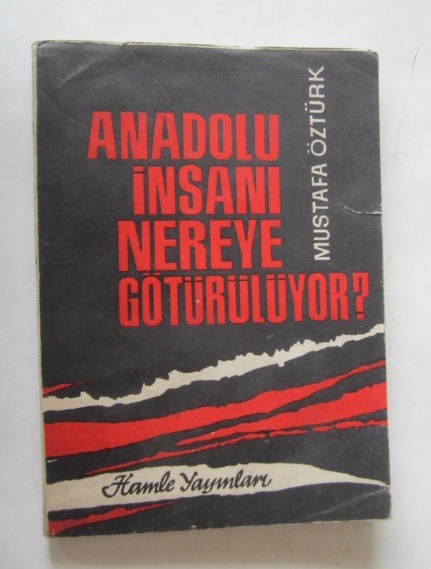 ANADOLU
İNSANI
NEREYE
GÖTÜRÜLÜYOR?
MUSTAFA ÖZTÜRK
Hamle Yayınları